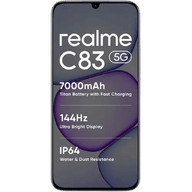 realme
C83 5G
7000mAh
Titan Battery with Fast Charging
144Hz
Ultra Bright Display
IP64
Water & Dust Resistance